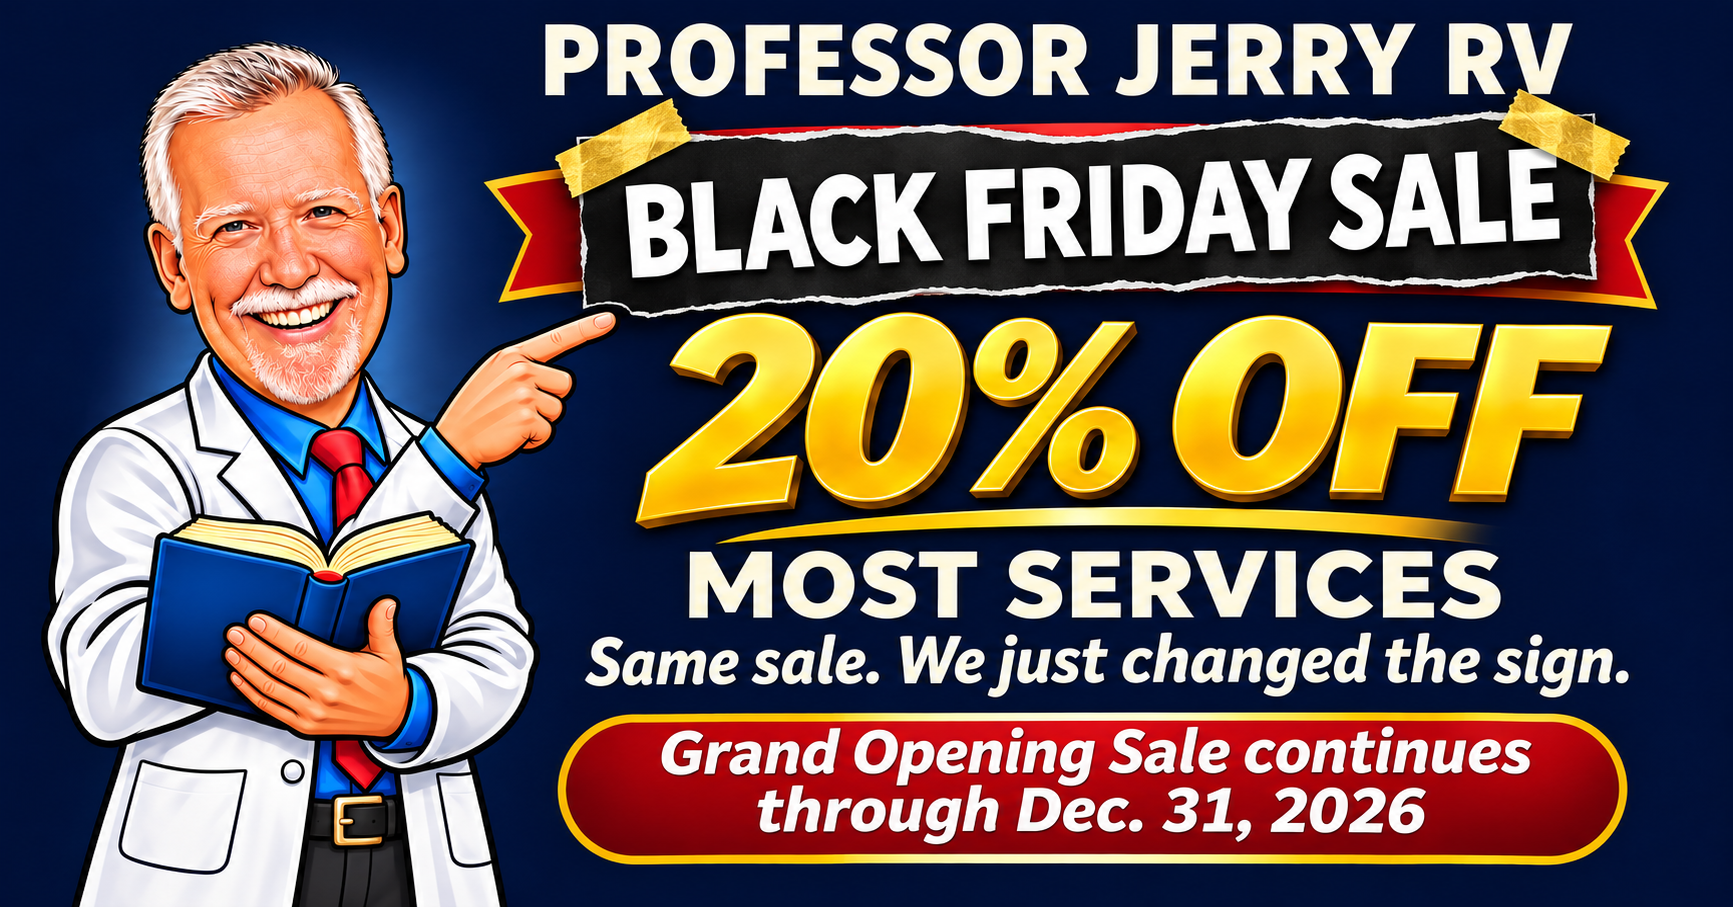 PROFESSOR JERRY RV
BLACK FRIDAY SALE
20% OFF
MOST SERVICES
Same sale. We just changed the sign.
Grand Opening Sale continues
through Dec. 31, 2026